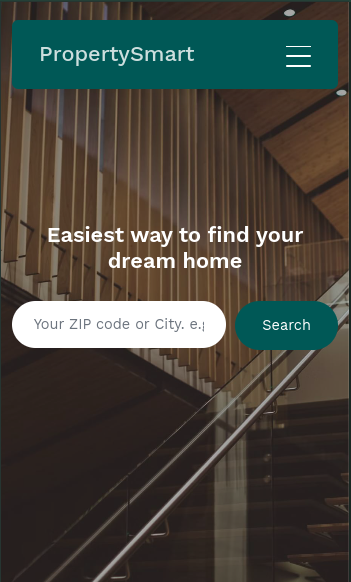 PropertySmart
Easiest way to find your
dream home
Your ZIP code or City. e.g
Search